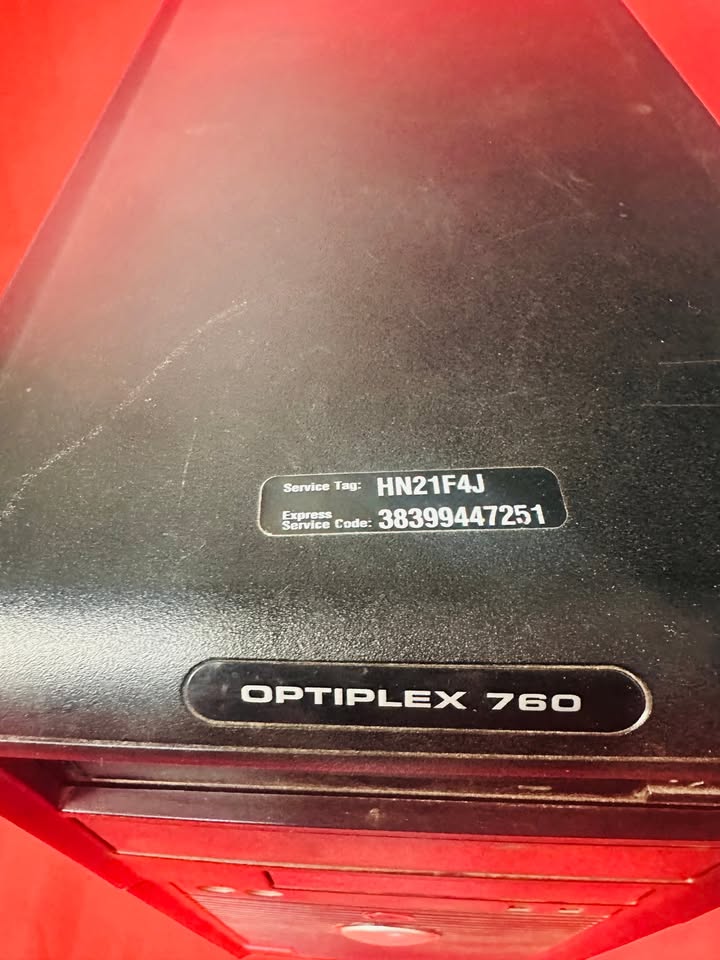 Service Tag: HN21F4J
Express
Service Code: 38399447251
OPTIPLEX 760